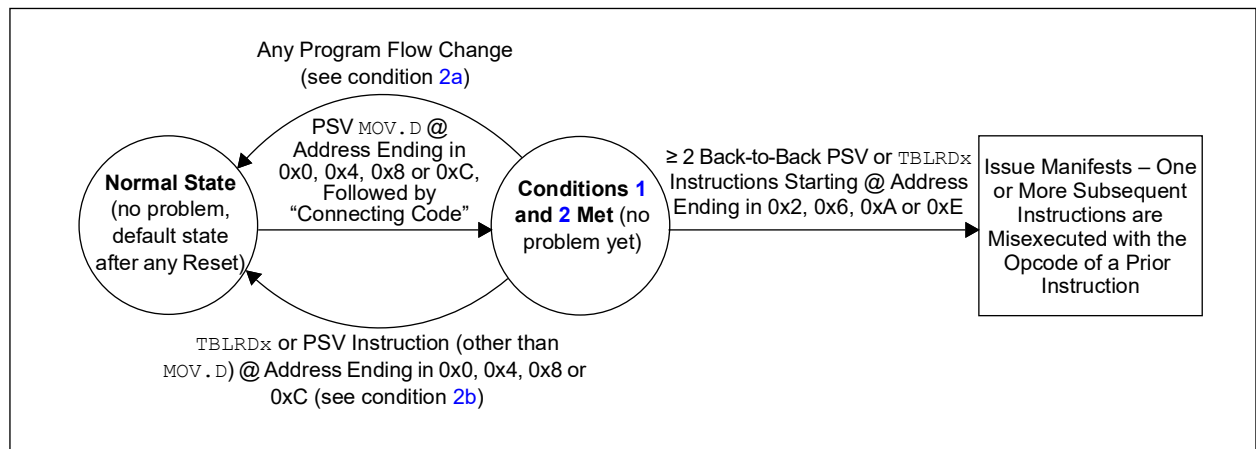 Any Program Flow Change
(see condition 2a)
PSV MOV.D @
Address Ending in
0x0, 0x4, 0x8 or 0xC,
Followed by
“Connecting Code”
Normal State
(no problem,
default state
after any Reset)
Conditions 1
and 2 Met (no
problem yet)
≥ 2 Back-to-Back PSV or TBLRDx
Instructions Starting @ Address
Ending in 0x2, 0x6, 0xA or 0xE
Issue Manifests – One
or More Subsequent
Instructions are
Misexecuted with the
Opcode of a Prior
Instruction
TBLRDx or PSV Instruction (other than
MOV.D) @ Address Ending in 0x0, 0x4, 0x8 or
0xC (see condition 2b)